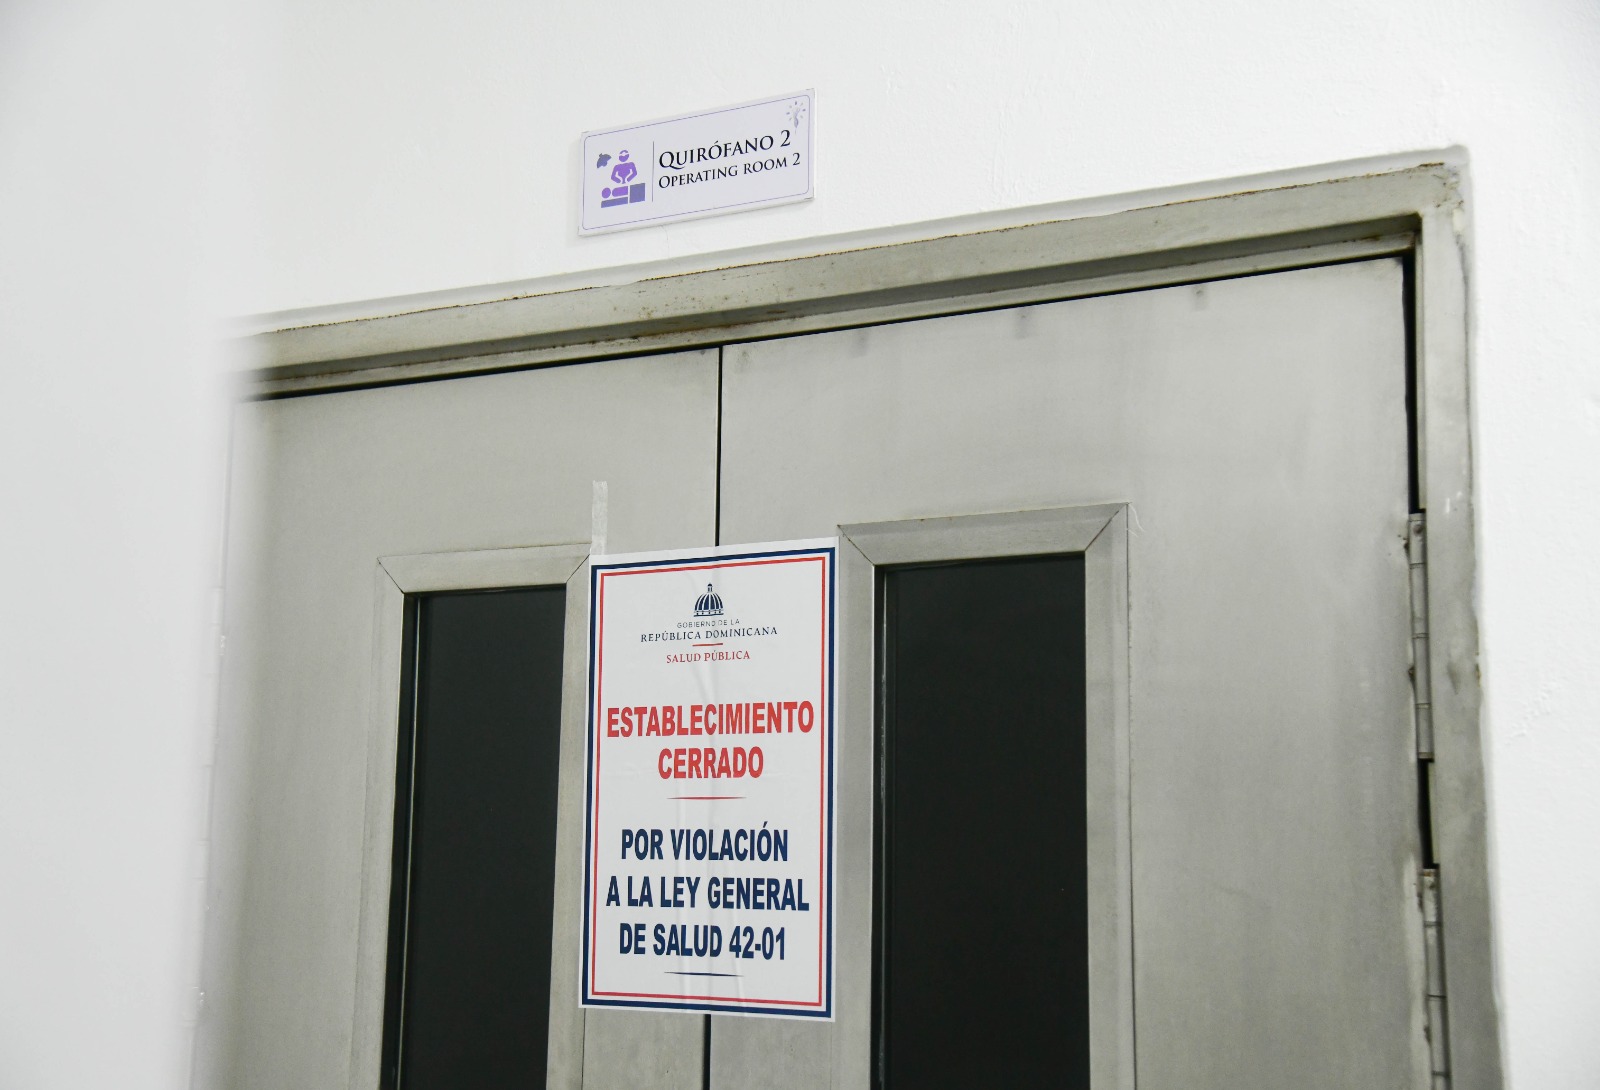 QUIRÓFANO 2
OPERATING ROOM 2
GOBIERNO DE LA
REPÚBLICA DOMINICANA
SALUD PÚBLICA
ESTABLECIMIENTO
CERRADO
POR VIOLACIÓN
A LA LEY GENERAL
DE SALUD 42-01